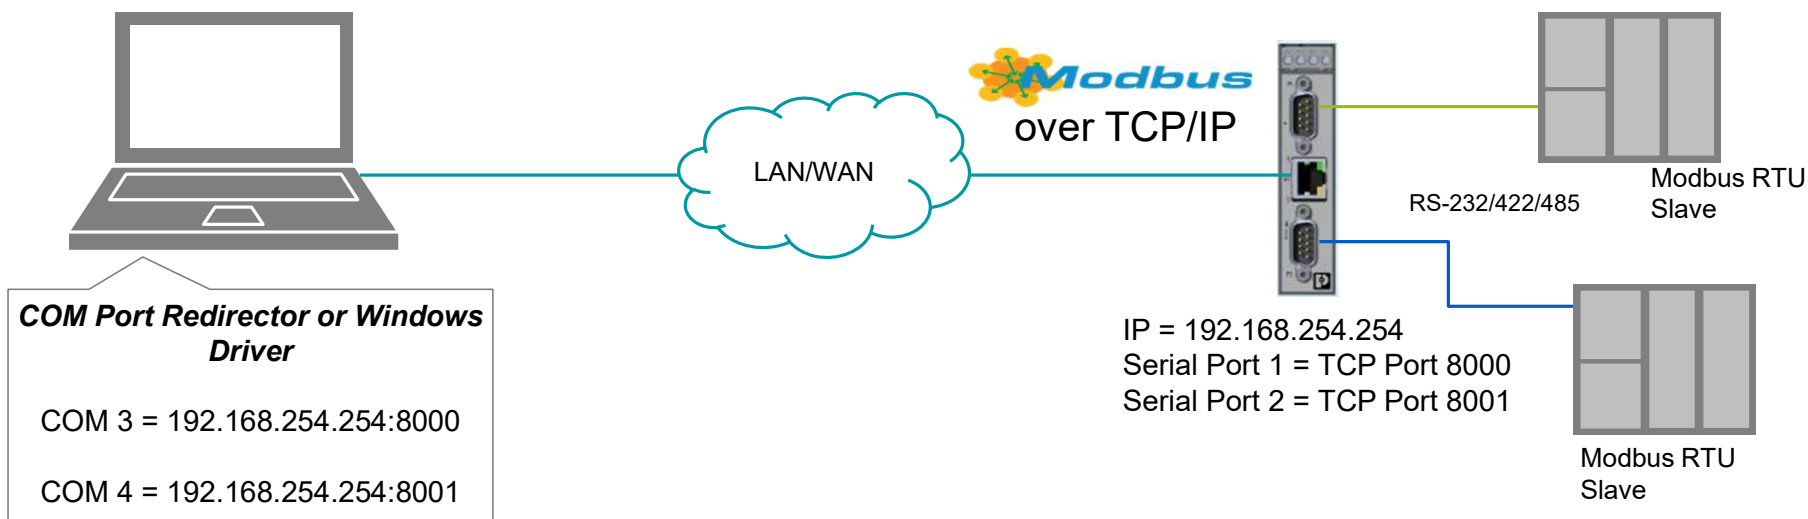 Modbus
over TCP/IP
LAN/WAN
Modbus RTU
Slave
RS-232/422/485
COM Port Redirector or Windows
Driver
COM 3 = 192.168.254.254:8000
COM 4 = 192.168.254.254:8001
IP = 192.168.254.254
Serial Port 1 = TCP Port 8000
Serial Port 2 = TCP Port 8001
Modbus RTU
Slave